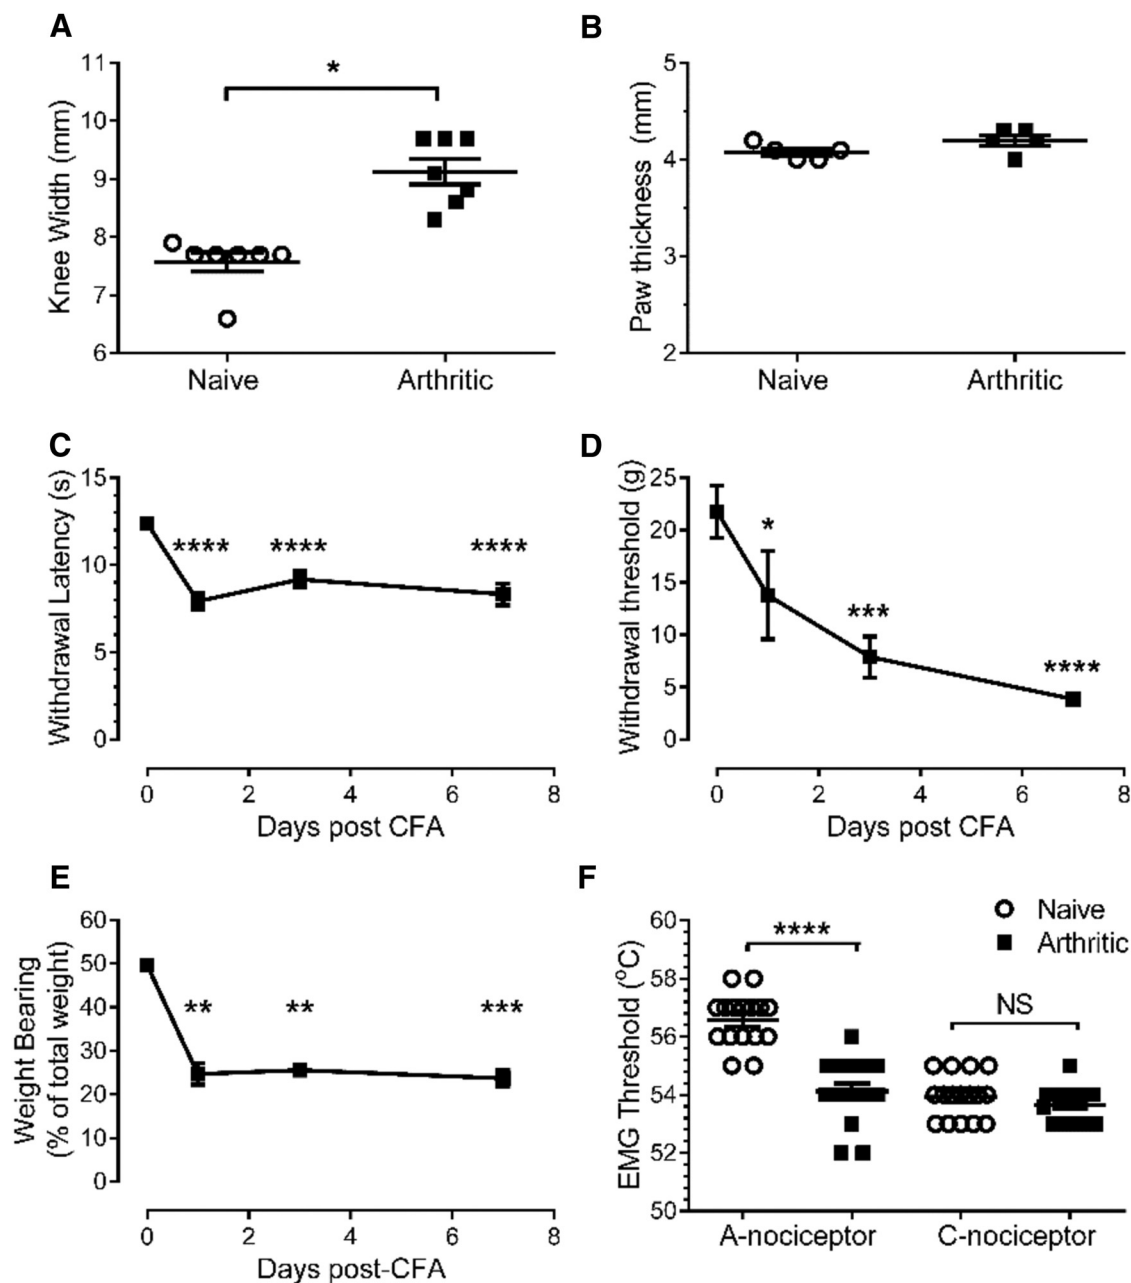 A
Knee Width (mm)
11
10
9
8
7
6
*
Naive
Arthritic
B
Paw thickness (mm)
5
4
3
2
Naive
Arthritic
C
Withdrawal Latency (s)
15
10
5
0
****
****
****
0 2 4 6 8
Days post CFA
D
Withdrawal threshold (g)
25
20
15
10
5
0
*
***
****
0 2 4 6 8
Days post CFA
E
Weight Bearing
(% of total weight)
60
50
40
30
20
10
0
**
**
***
0 2 4 6 8
Days post-CFA
F
EMG Threshold (°C)
60
58
56
54
52
50
Naive
Arthritic
****
NS
A-nociceptor
C-nociceptor